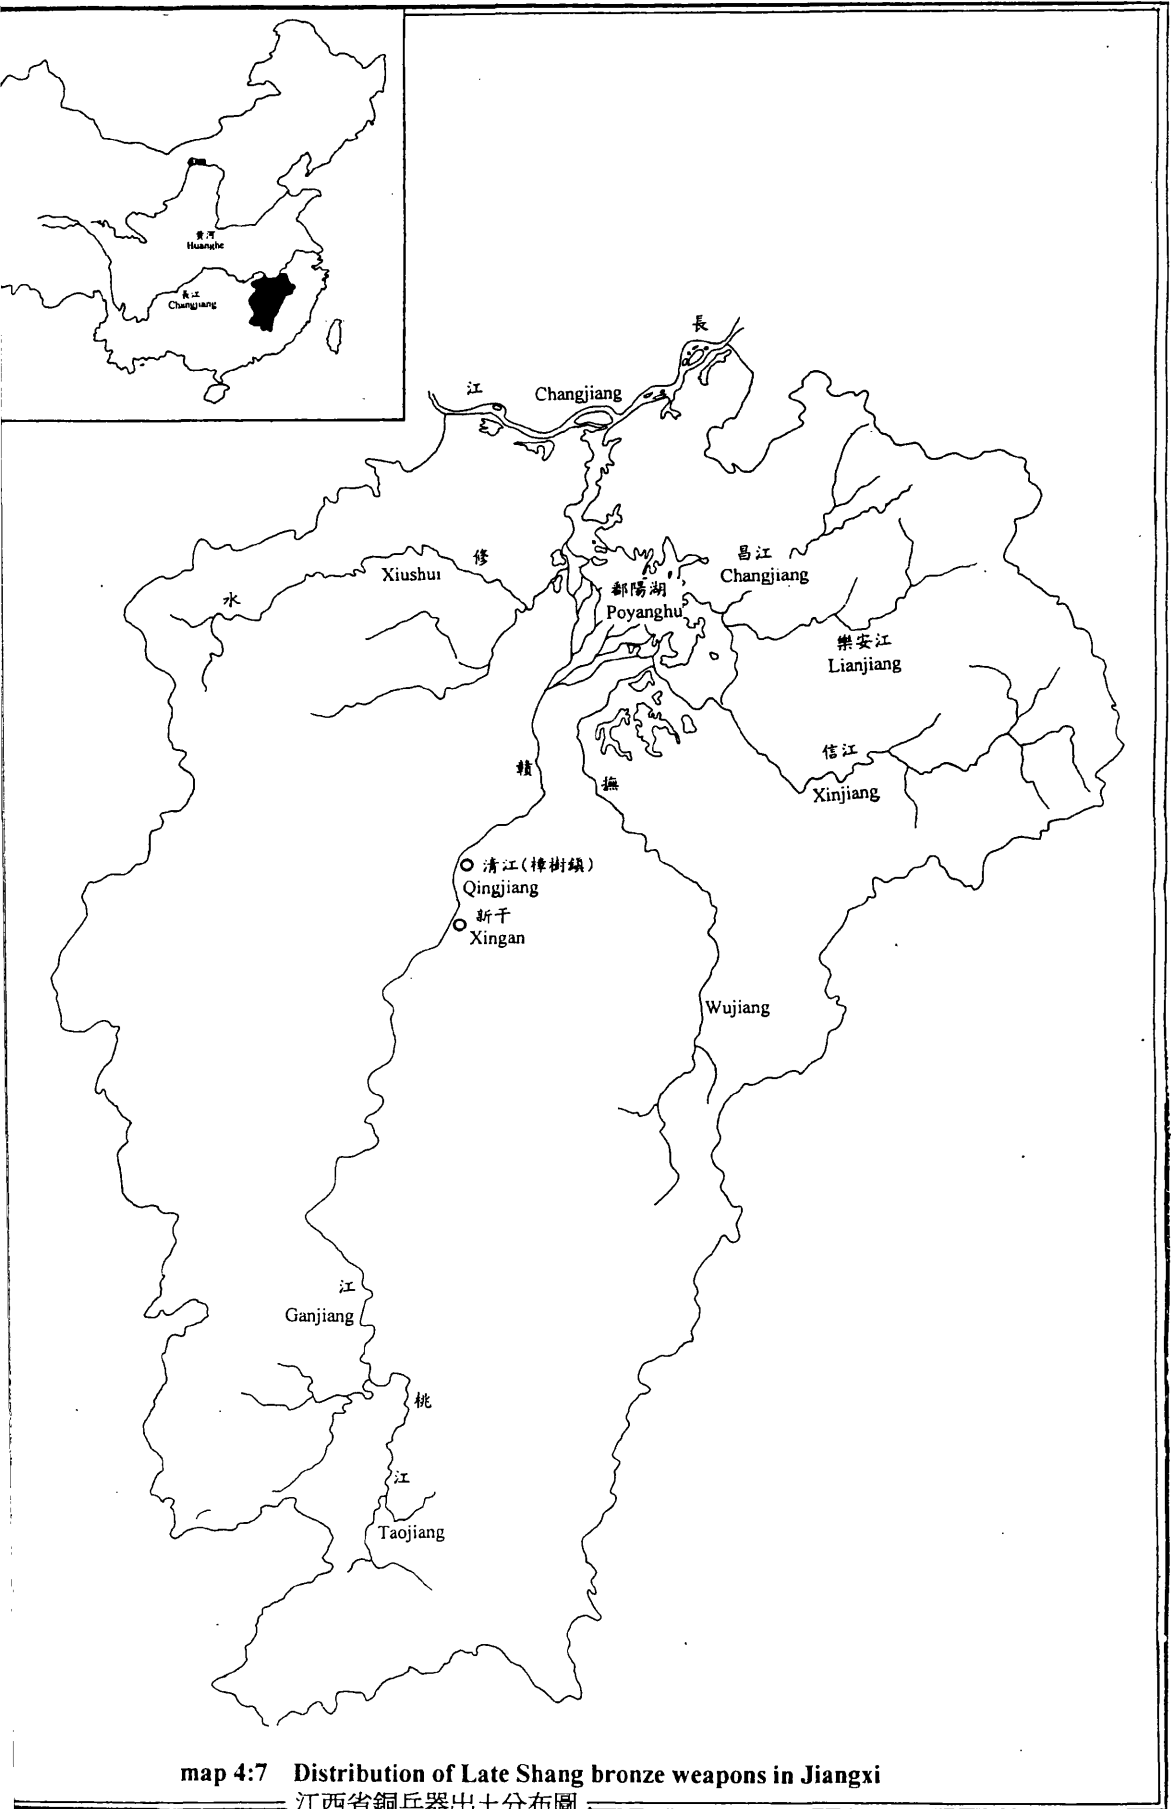 黄河
Huanghe
長江
Changjiang
長
江
Changjiang
修
Xiushui
水
昌江
Changjiang
鄱陽湖
Poyanghu
樂安江
Lianjiang
信江
Xinjiang
贛
撫
清江(樟樹鎮)
Qingjiang
新干
Xingan
Wujiang
江
Ganjiang
桃
江
Taojiang
map 4:7 Distribution of Late Shang bronze weapons in Jiangxi
江西省銅兵器出土分布圖